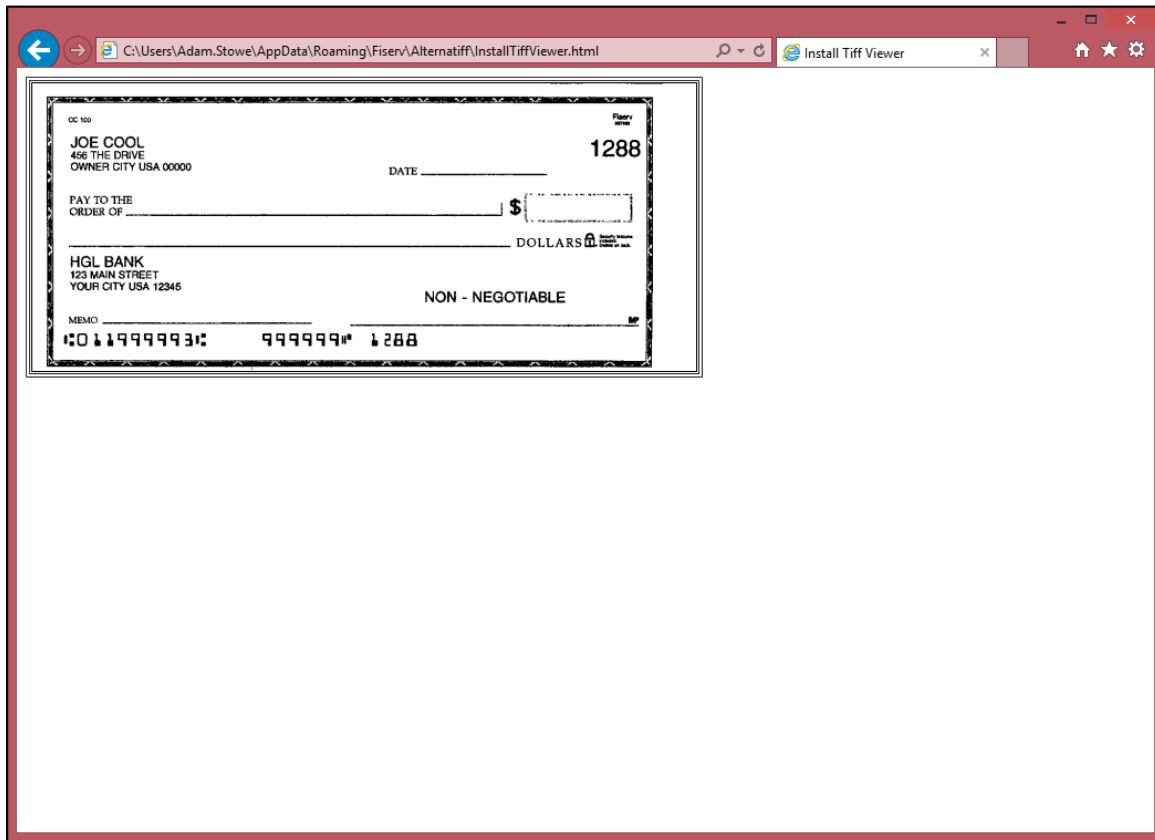 C:\Users\Adam.Stowe\AppData\Roaming\Fiserv\Alternatiff\InstallTiffViewer.html
Install Tiff Viewer
CC 100
Fiserv
JOE COOL
1288
456 THE DRIVE
OWNER CITY USA 00000
DATE
PAY TO THE
ORDER OF
$
DOLLARS
HGL BANK
123 MAIN STREET
YOUR CITY USA 12345
NON - NEGOTIABLE
MEMO
MP
⑆011999993⑆ 999999⑈ 1288